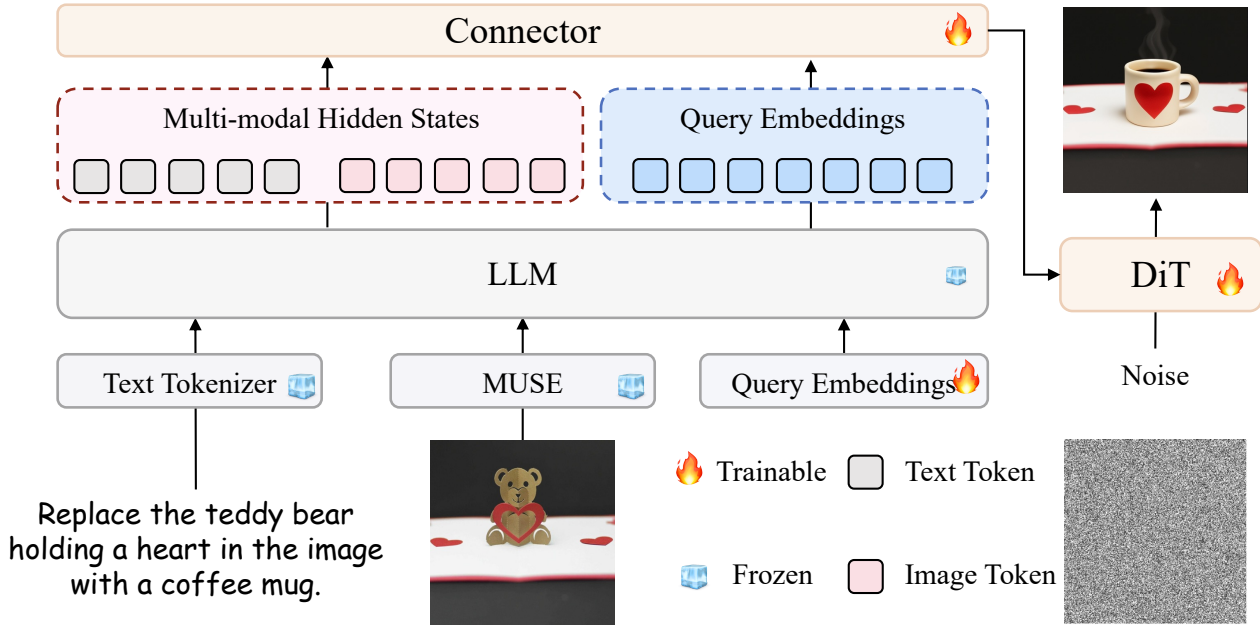 Connector
Multi-modal Hidden States
Query Embeddings
LLM
DiT
Text Tokenizer
MUSE
Query Embeddings
Noise
Replace the teddy bear
holding a heart in the image
with a coffee mug.
Trainable
Text Token
Frozen
Image Token